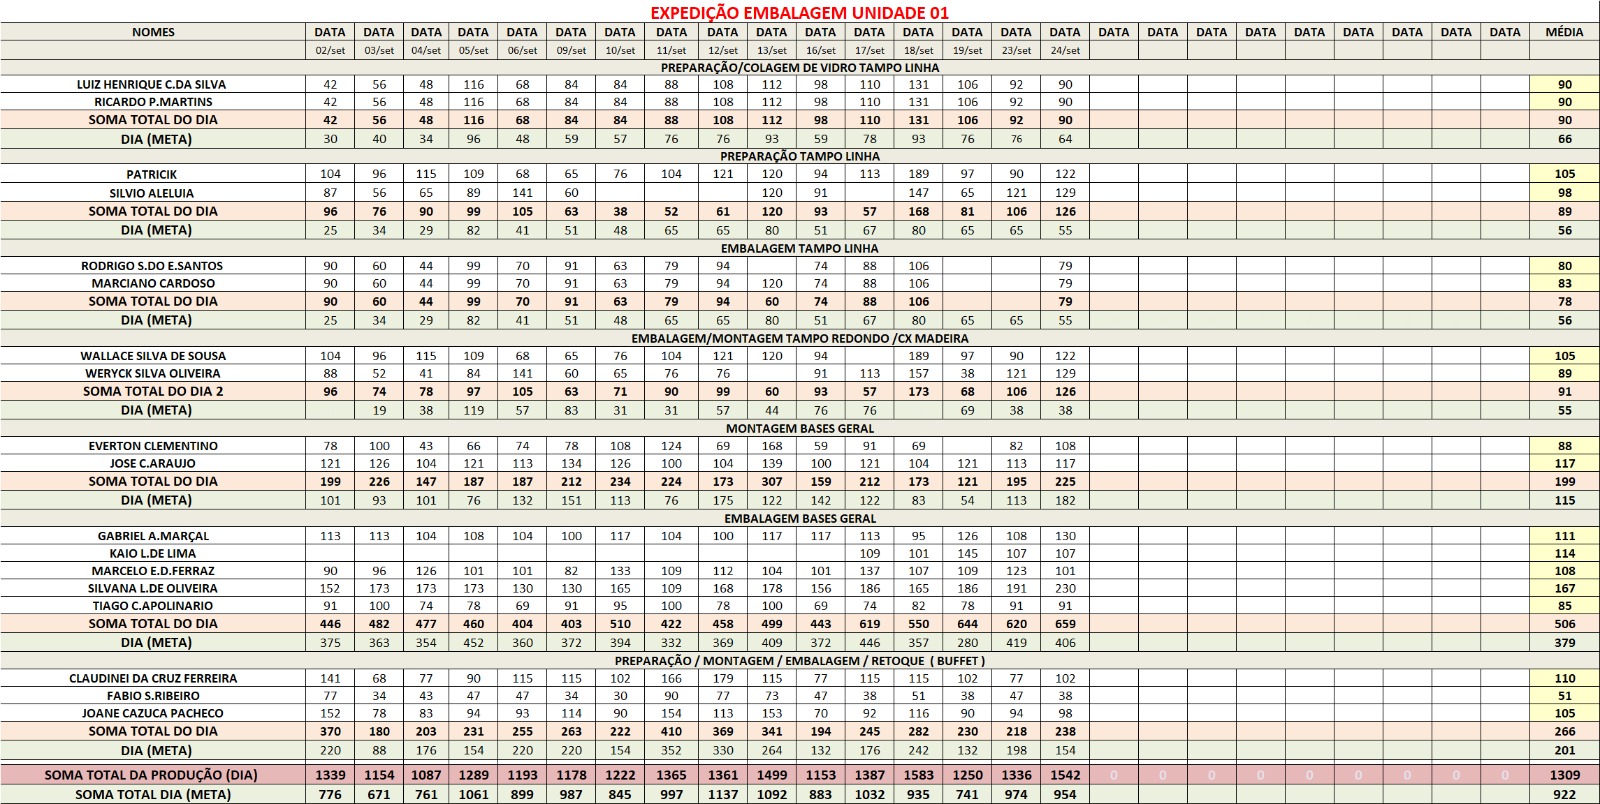 EXPEDIÇÃO EMBALAGEM UNIDADE 01
NOMES DATA DATA DATA DATA DATA DATA DATA DATA DATA DATA DATA DATA DATA DATA DATA DATA DATA DATA DATA DATA DATA DATA DATA DATA DATA MÉDIA
02/set 03/set 04/set 05/set 06/set 09/set 10/set 11/set 12/set 13/set 16/set 17/set 18/set 19/set 23/set 24/set
PREPARAÇÃO/COLAGEM DE VIDRO TAMPO LINHA
LUIZ HENRIQUE C.DA SILVA 42 56 48 116 68 84 84 88 108 112 98 110 131 106 92 90 90
RICARDO P.MARTINS 42 56 48 116 68 84 84 88 108 112 98 110 131 106 92 90 90
SOMA TOTAL DO DIA 42 56 48 116 68 84 84 88 108 112 98 110 131 106 92 90 90
DIA (META) 30 40 34 96 48 59 57 76 76 93 59 78 93 76 76 64 66
PREPARAÇÃO TAMPO LINHA
PATRICIK 104 96 115 109 68 65 76 104 121 120 94 113 189 97 90 122 105
SILVIO ALELUIA 87 56 65 89 141 60 120 91 147 65 121 129 98
SOMA TOTAL DO DIA 96 76 90 99 105 63 38 52 61 120 93 57 168 81 106 126 89
DIA (META) 25 34 29 82 41 51 48 65 65 80 51 67 80 65 65 55 56
EMBALAGEM TAMPO LINHA
RODRIGO S.DO E.SANTOS 90 60 44 99 70 91 63 79 94 74 88 106 79 80
MARCIANO CARDOSO 90 60 44 99 70 91 63 79 94 120 74 88 106 79 83
SOMA TOTAL DO DIA 90 60 44 99 70 91 63 79 94 60 74 88 106 79 78
DIA (META) 25 34 29 82 41 51 48 65 65 80 51 67 80 65 65 55 56
EMBALAGEM/MONTAGEM TAMPO REDONDO /CX MADEIRA
WALLACE SILVA DE SOUSA 104 96 115 109 68 65 76 104 121 120 94 189 97 90 122 105
WERYCK SILVA OLIVEIRA 88 52 41 84 141 60 65 76 76 91 113 157 38 121 129 89
SOMA TOTAL DO DIA 2 96 74 78 97 105 63 71 90 99 60 93 57 173 68 106 126 91
DIA (META) 19 38 119 57 83 31 31 57 44 76 76 69 38 38 55
MONTAGEM BASES GERAL
EVERTON CLEMENTINO 78 100 43 66 74 78 108 124 69 168 59 91 69 82 108 88
JOSE C.ARAUJO 121 126 104 121 113 134 126 100 104 139 100 121 104 121 113 117 117
SOMA TOTAL DO DIA 199 226 147 187 187 212 234 224 173 307 159 212 173 121 195 225 199
DIA (META) 101 93 101 76 132 151 113 76 175 122 142 122 83 54 113 182 115
EMBALAGEM BASES GERAL
GABRIEL A.MARÇAL 113 113 104 108 104 100 117 104 100 117 117 113 95 126 108 130 111
KAIO L.DE LIMA 109 101 145 107 107 114
MARCELO E.D.FERRAZ 90 96 126 101 101 82 133 109 112 104 101 137 107 109 123 101 108
SILVANA L.DE OLIVEIRA 152 173 173 173 130 130 165 109 168 178 156 186 165 186 191 230 167
TIAGO C.APOLINARIO 91 100 74 78 69 91 95 100 78 100 69 74 82 78 91 91 85
SOMA TOTAL DO DIA 446 482 477 460 404 403 510 422 458 499 443 619 550 644 620 659 506
DIA (META) 375 363 354 452 360 372 394 332 369 409 372 446 357 280 419 406 379
PREPARAÇÃO / MONTAGEM / EMBALAGEM / RETOQUE ( BUFFET )
CLAUDINEI DA CRUZ FERREIRA 141 68 77 90 115 115 102 166 179 115 77 115 115 102 77 102 110
FABIO S.RIBEIRO 77 34 43 47 47 34 30 90 77 73 47 38 51 38 47 38 51
JOANE CAZUCA PACHECO 152 78 83 94 93 114 90 154 113 153 70 92 116 90 94 98 105
SOMA TOTAL DO DIA 370 180 203 231 255 263 222 410 369 341 194 245 282 230 218 238 266
DIA (META) 220 88 176 154 220 220 154 352 330 264 132 176 242 132 198 154 201
SOMA TOTAL DA PRODUÇÃO (DIA) 1339 1154 1087 1289 1193 1178 1222 1365 1361 1499 1153 1387 1583 1250 1336 1542 0 0 0 0 0 0 0 0 0 1309
SOMA TOTAL DIA (META) 776 671 761 1061 899 987 845 997 1137 1092 883 1032 935 741 974 954 922